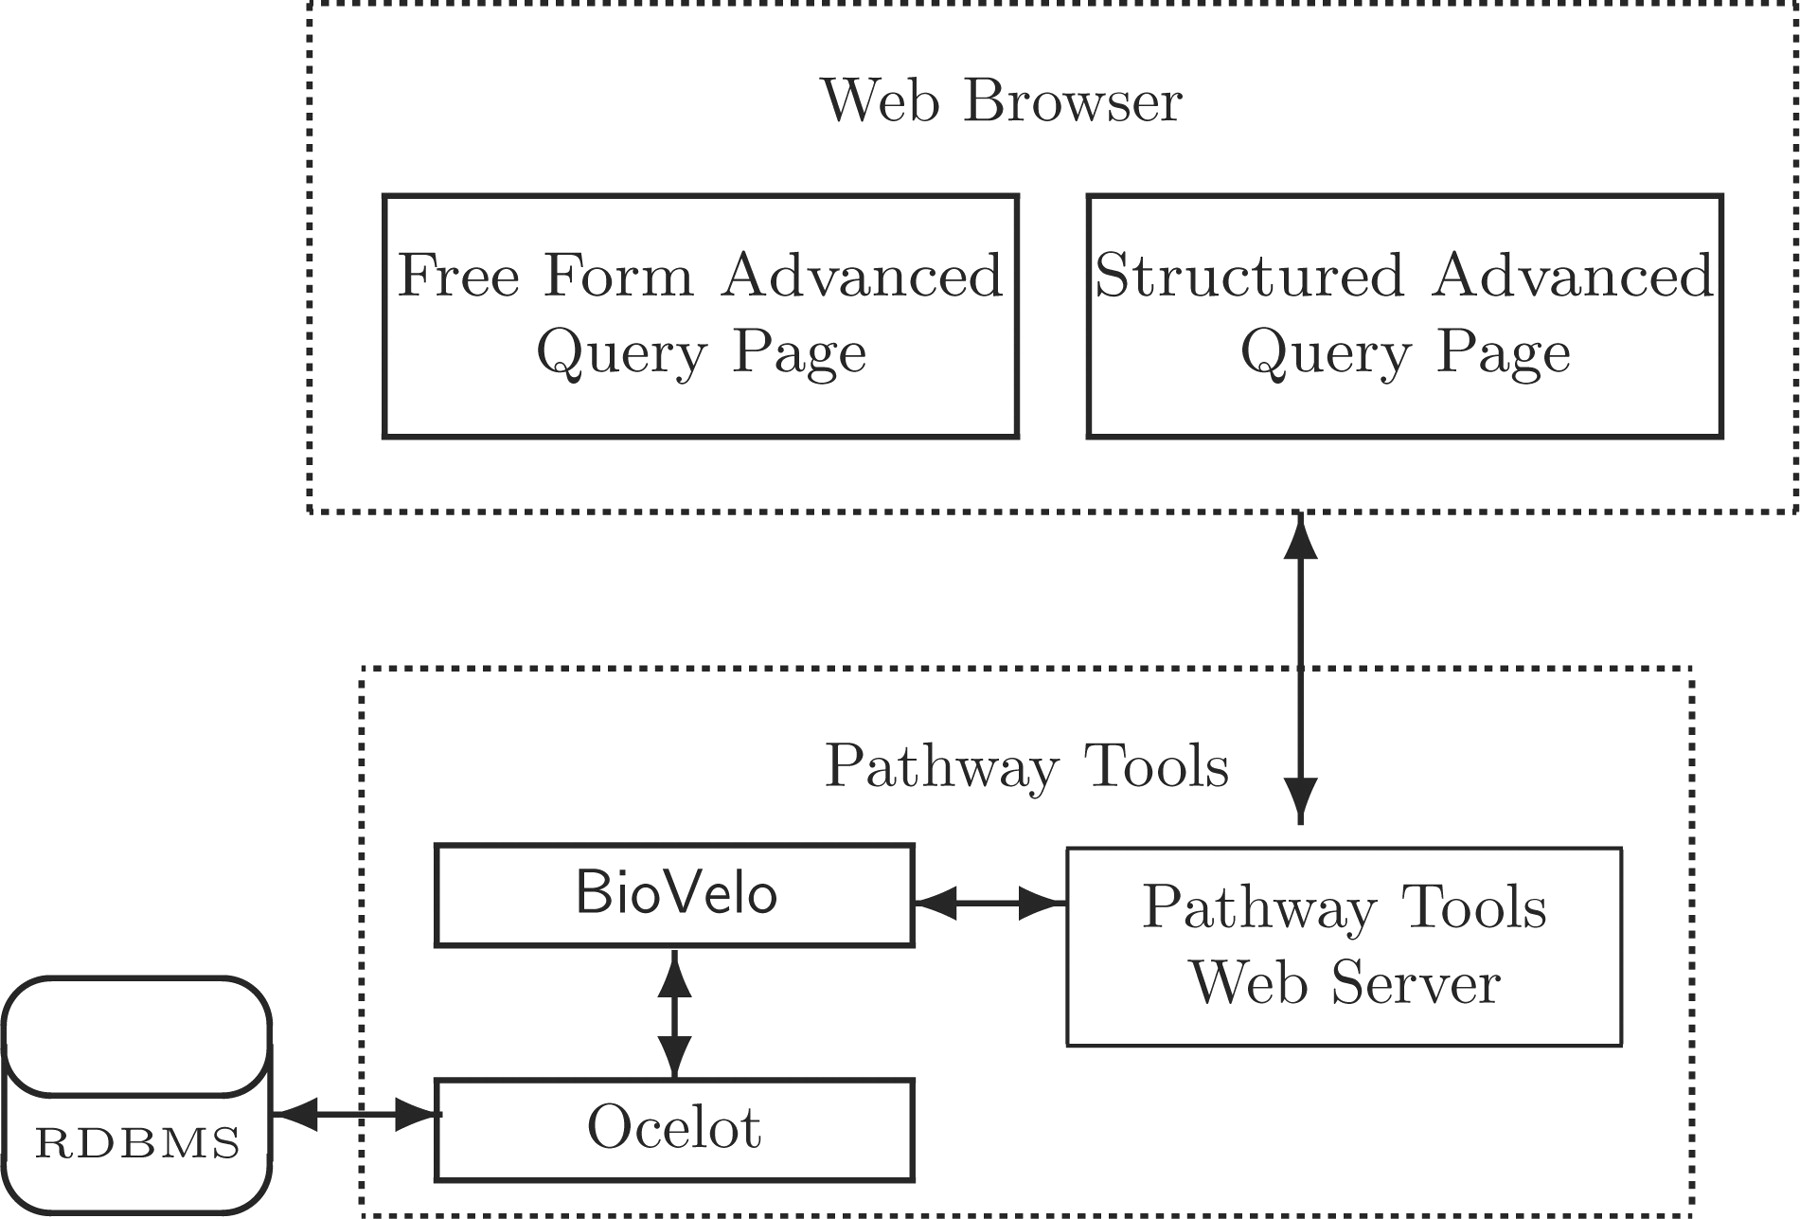 Web Browser
Free Form Advanced
Query Page
Structured Advanced
Query Page
Pathway Tools
BioVelo
Pathway Tools
Web Server
Ocelot
RDBMS